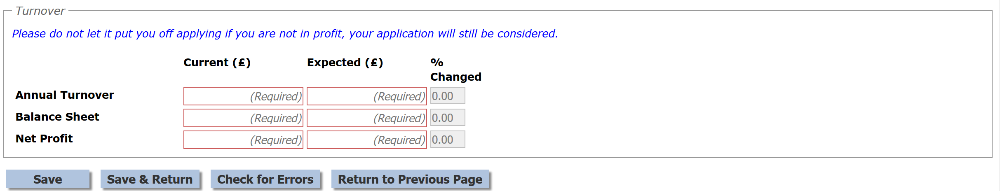 Turnover
Please do not let it put you off applying if you are not in profit, your application will still be considered.
Current (£) Expected (£) %
Changed
Annual Turnover (Required) (Required) 0.00
Balance Sheet (Required) (Required) 0.00
Net Profit (Required) (Required) 0.00
Save Save & Return Check for Errors Return to Previous Page